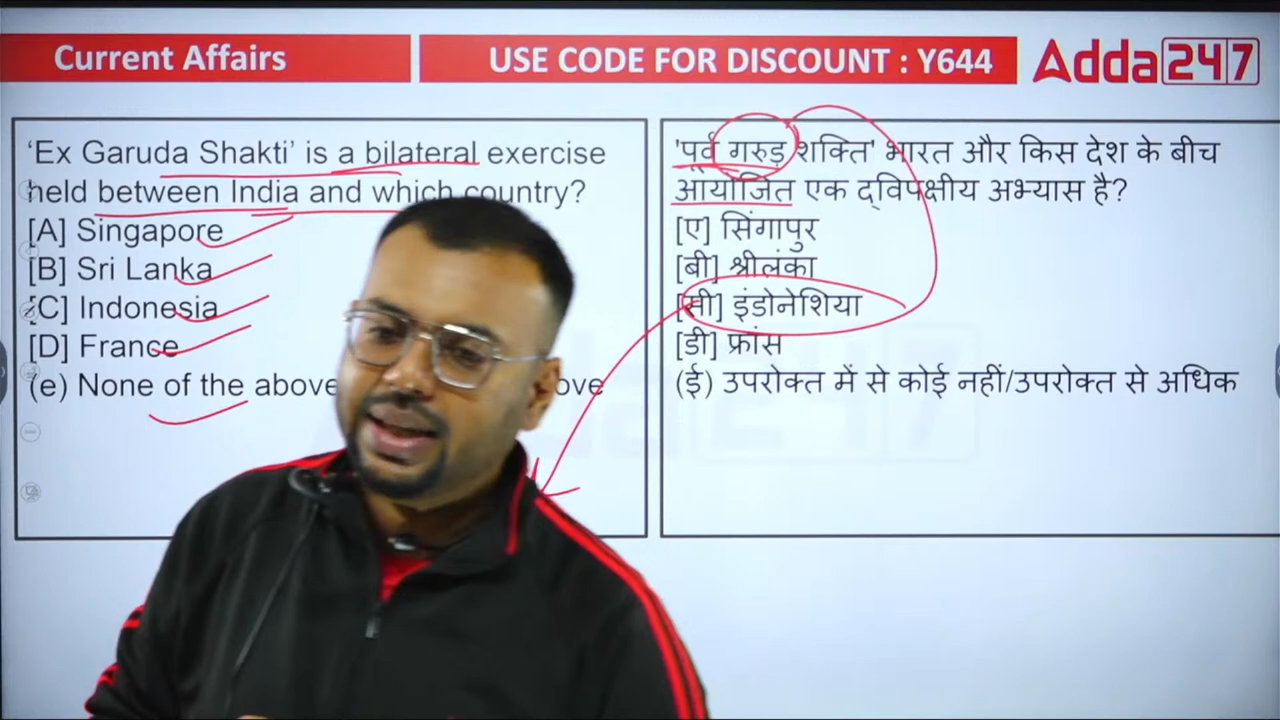 Current Affairs
USE CODE FOR DISCOUNT : Y644
Adda247
'Ex Garuda Shakti' is a bilateral exercise
held between India and which country?
[A] Singapore
[B] Sri Lanka
[C] Indonesia
[D] France
(e) None of the above
ove
'पूर्व गरुड़ शक्ति' भारत और किस देश के बीच
आयोजित एक द्विपक्षीय अभ्यास है?
[ए] सिंगापुर
[बी] श्रीलंका
[सी] इंडोनेशिया
[डी] फ्रांस
(ई) उपरोक्त में से कोई नहीं/उपरोक्त से अधिक